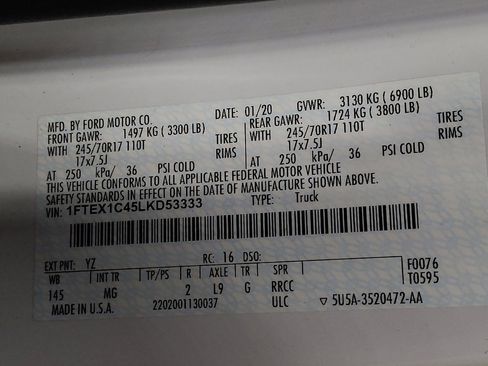 MFD. BY FORD MOTOR CO.
DATE: 01/20 GVWR: 3130 KG ( 6900 LB)
FRONT GAWR: 1497 KG ( 3300 LB) REAR GAWR: 1724 KG ( 3800 LB)
WITH 245/70R17 110T TIRES WITH 245/70R17 110T TIRES
17x7.5J RIMS 17x7.5J RIMS
AT 250 kPa/ 36 PSI COLD AT 250 kPa/ 36 PSI COLD
THIS VEHICLE CONFORMS TO ALL APPLICABLE FEDERAL MOTOR VEHICLE
SAFETY STANDARDS IN EFFECT ON THE DATE OF MANUFACTURE SHOWN ABOVE.
VIN: 1FTEX1C45LKD53333 TYPE: Truck
EXT PNT: YZ RC: 16 DSO: F0076
WB INT TR TP/PS R AXLE TR SPR T0595
145 MG 2 L9 G RRCC
MADE IN U.S.A. 2202001130037 ULC ▽ 5U5A-3520472-AA